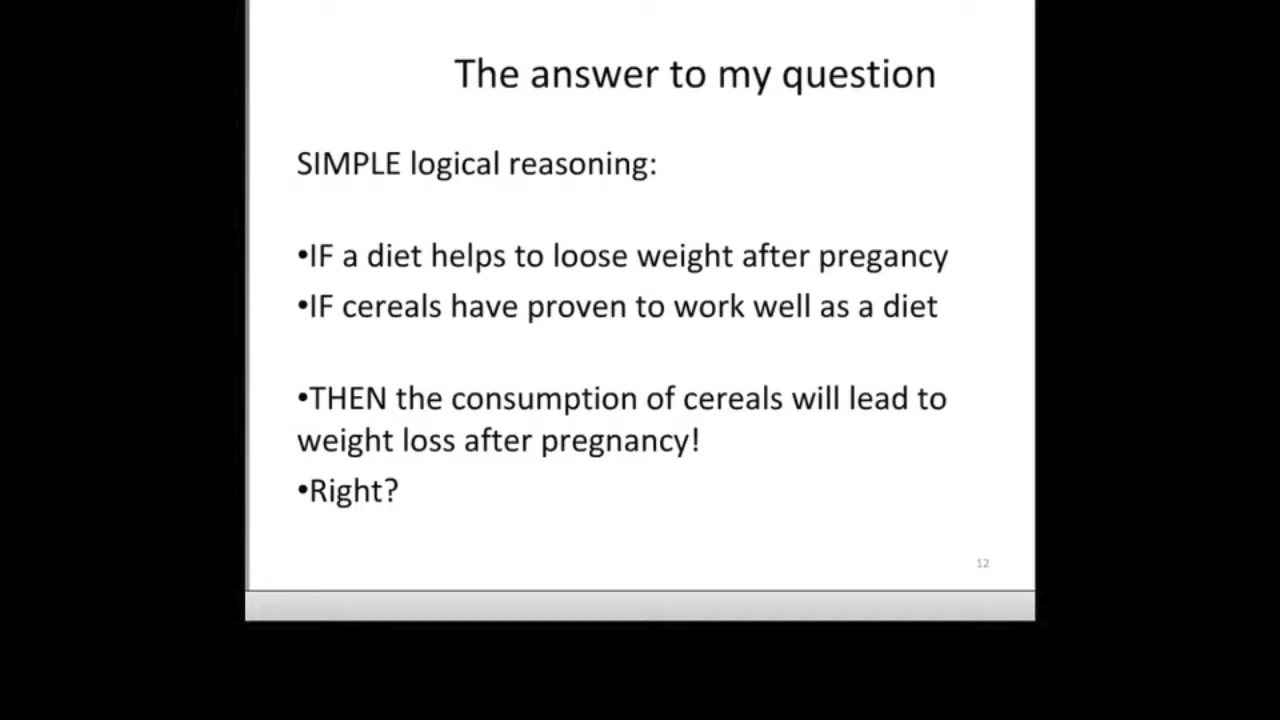 The answer to my question
SIMPLE logical reasoning:
•IF a diet helps to loose weight after pregancy
•IF cereals have proven to work well as a diet
•THEN the consumption of cereals will lead to
weight loss after pregnancy!
•Right?
12